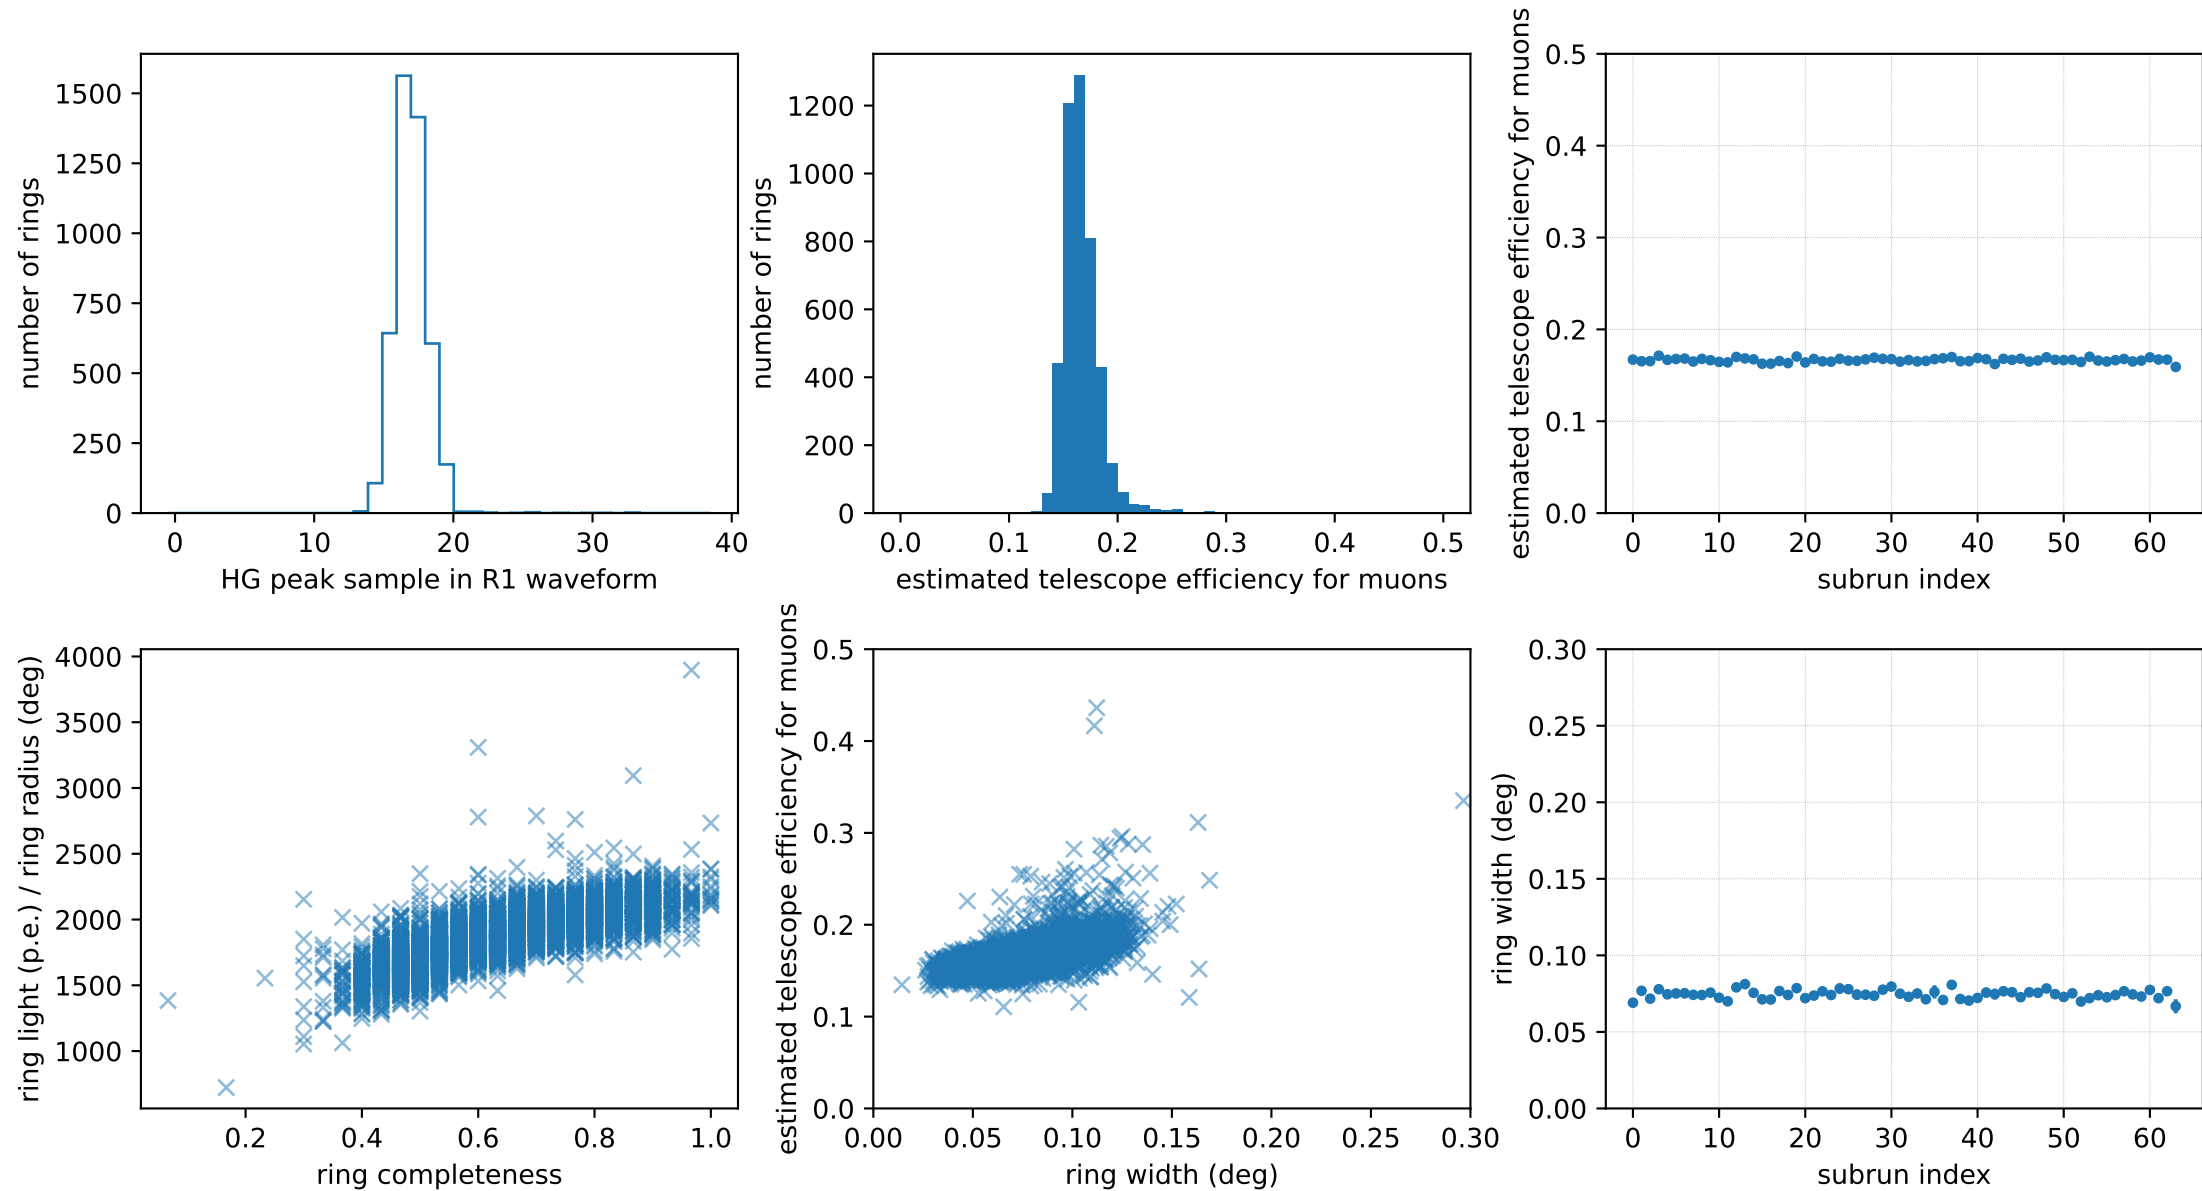 number of rings
1500
1250
1000
750
500
250
0
0 10 20 30 40
HG peak sample in R1 waveform
number of rings
1200
1000
800
600
400
200
0
0.0 0.1 0.2 0.3 0.4 0.5
estimated telescope efficiency for muons
estimated telescope efficiency for muons
0.5
0.4
0.3
0.2
0.1
0.0
0 10 20 30 40 50 60
subrun index
ring light (p.e.) / ring radius (deg)
4000
3500
3000
2500
2000
1500
1000
0.2 0.4 0.6 0.8 1.0
ring completeness
estimated telescope efficiency for muons
0.5
0.4
0.3
0.2
0.1
0.0
0.00 0.05 0.10 0.15 0.20 0.25 0.30
ring width (deg)
ring width (deg)
0.30
0.25
0.20
0.15
0.10
0.05
0.00
0 10 20 30 40 50 60
subrun index